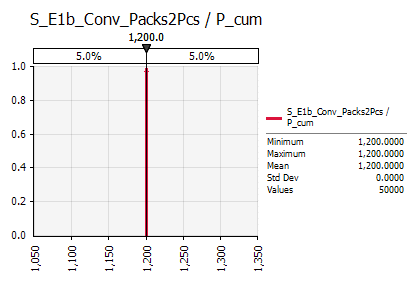 S_E1b_Conv_Packs2Pcs / P_cum
1,200.0
5.0% 5.0%
1.0
0.8
0.6
0.4
0.2
0.0
1,050
1,100
1,150
1,200
1,250
1,300
1,350
S_E1b_Conv_Packs2Pcs /
P_cum
Minimum 1,200.0000
Maximum 1,200.0000
Mean 1,200.0000
Std Dev 0.0000
Values 50000